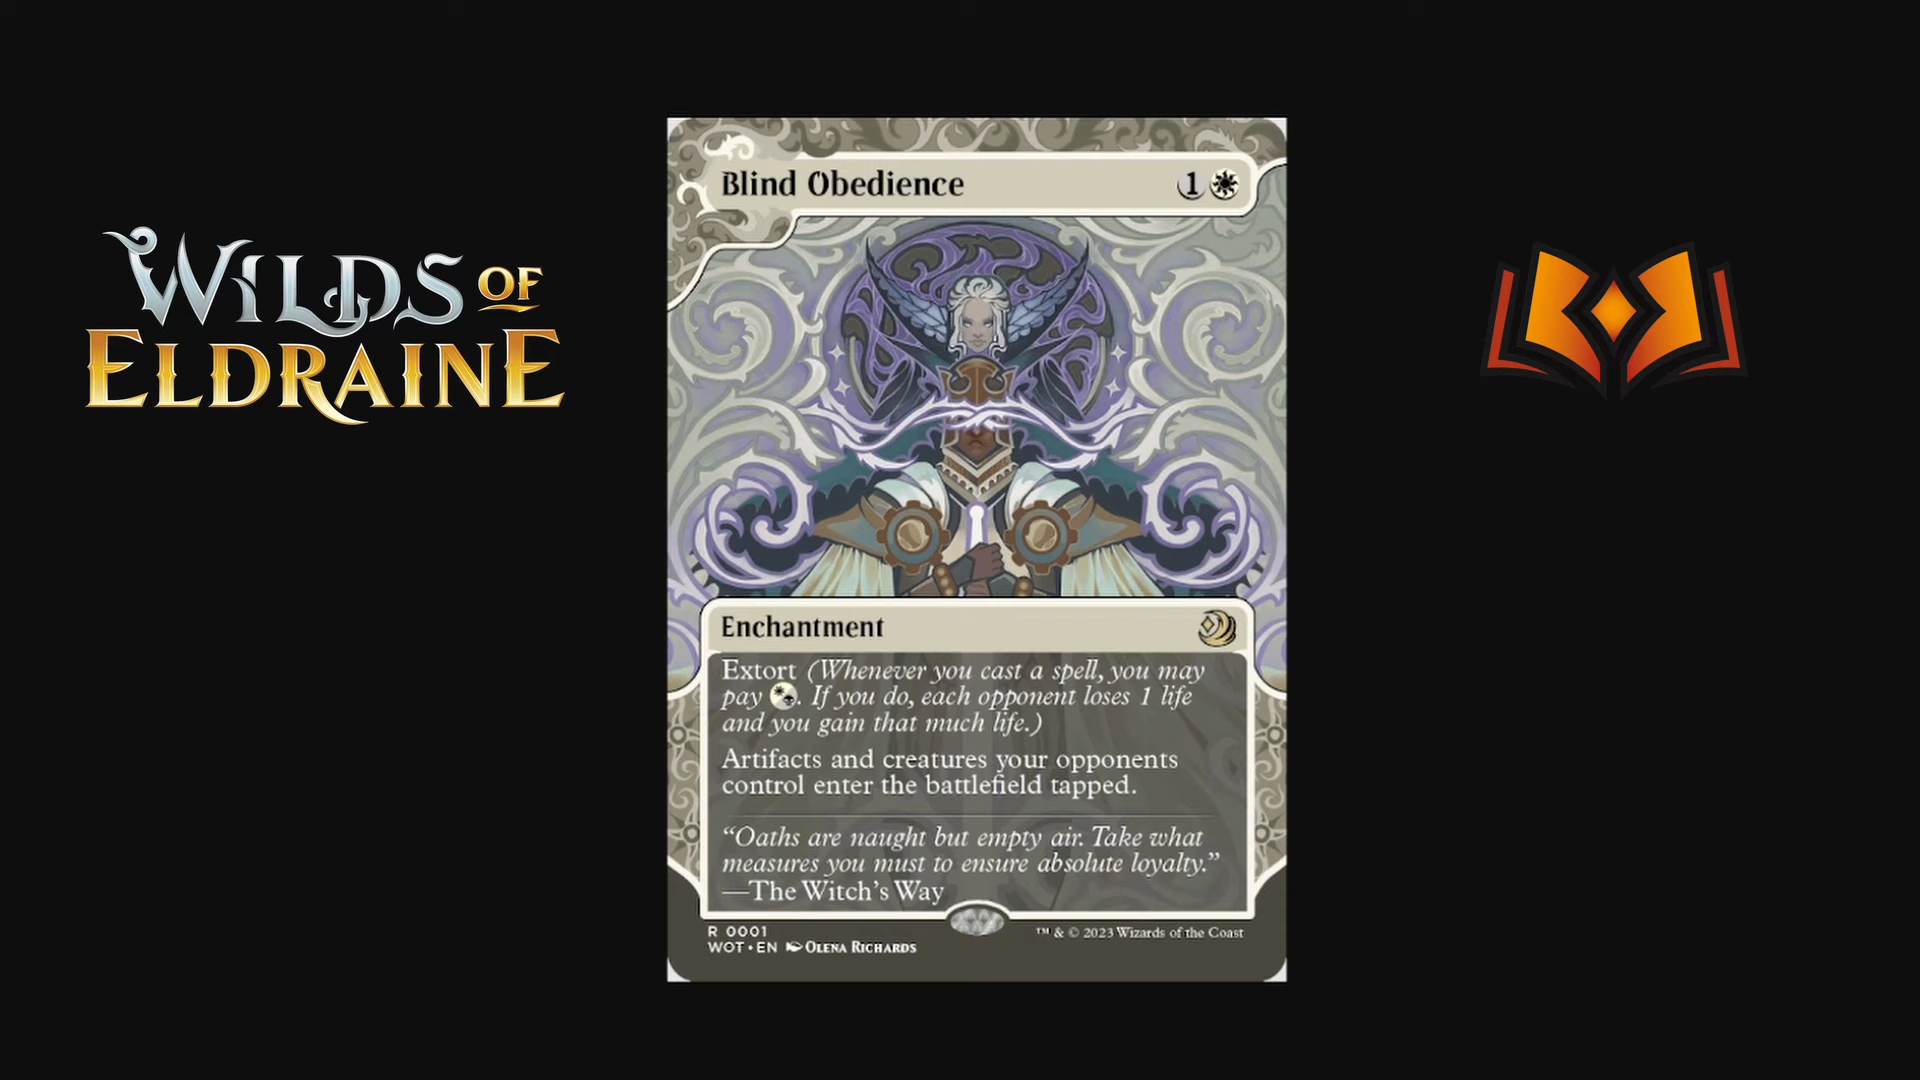 WILDS OF
ELDRAINE
Blind Obedience 1
Enchantment
Extort (Whenever you cast a spell, you may
pay . If you do, each opponent loses 1 life
and you gain that much life.)
Artifacts and creatures your opponents
control enter the battlefield tapped.
“Oaths are naught but empty air. Take what
measures you must to ensure absolute loyalty.”
—The Witch’s Way
R 0001
WOT • EN OLENA RICHARDS
™ & © 2023 Wizards of the Coast